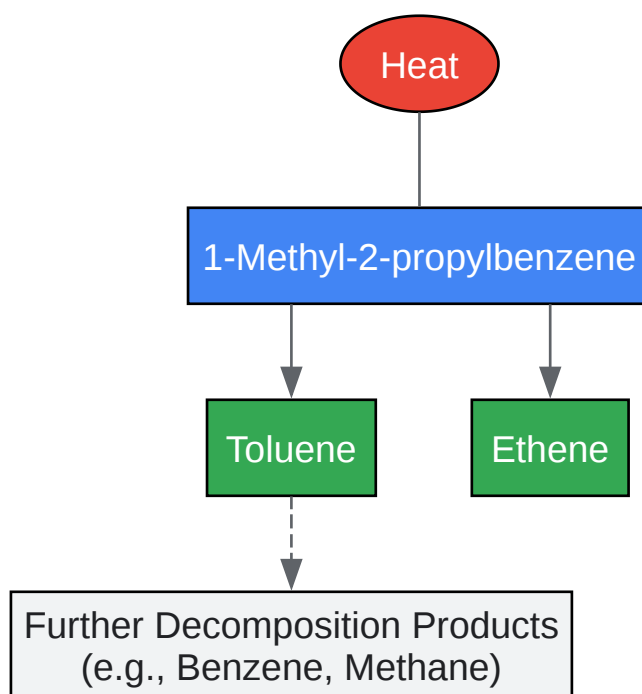 Heat
1-Methyl-2-propylbenzene
Toluene
Ethene
Further Decomposition Products
(e.g., Benzene, Methane)